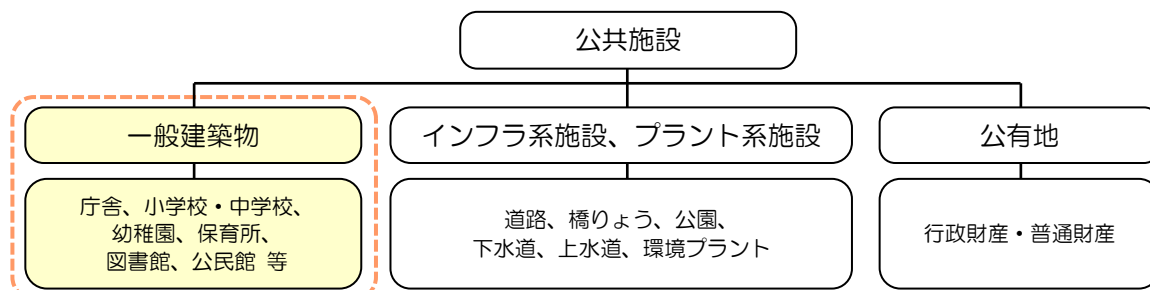 公共施設
一般建築物
インフラ系施設、プラント系施設
公有地
庁舎、小学校・中学校、
幼稚園、保育所、
図書館、公民館 等
道路、橋りょう、公園、
下水道、上水道、環境プラント
行政財産・普通財産